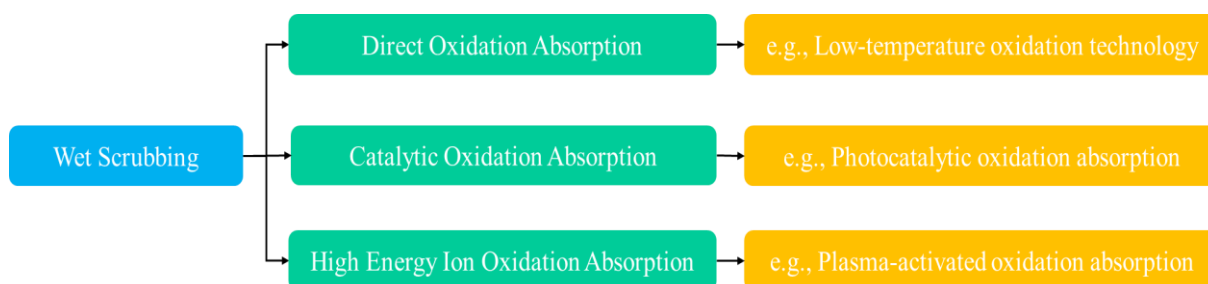 Direct Oxidation Absorption
e.g., Low-temperature oxidation technology
Wet Scrubbing
Catalytic Oxidation Absorption
e.g., Photocatalytic oxidation absorption
High Energy Ion Oxidation Absorption
e.g., Plasma-activated oxidation absorption